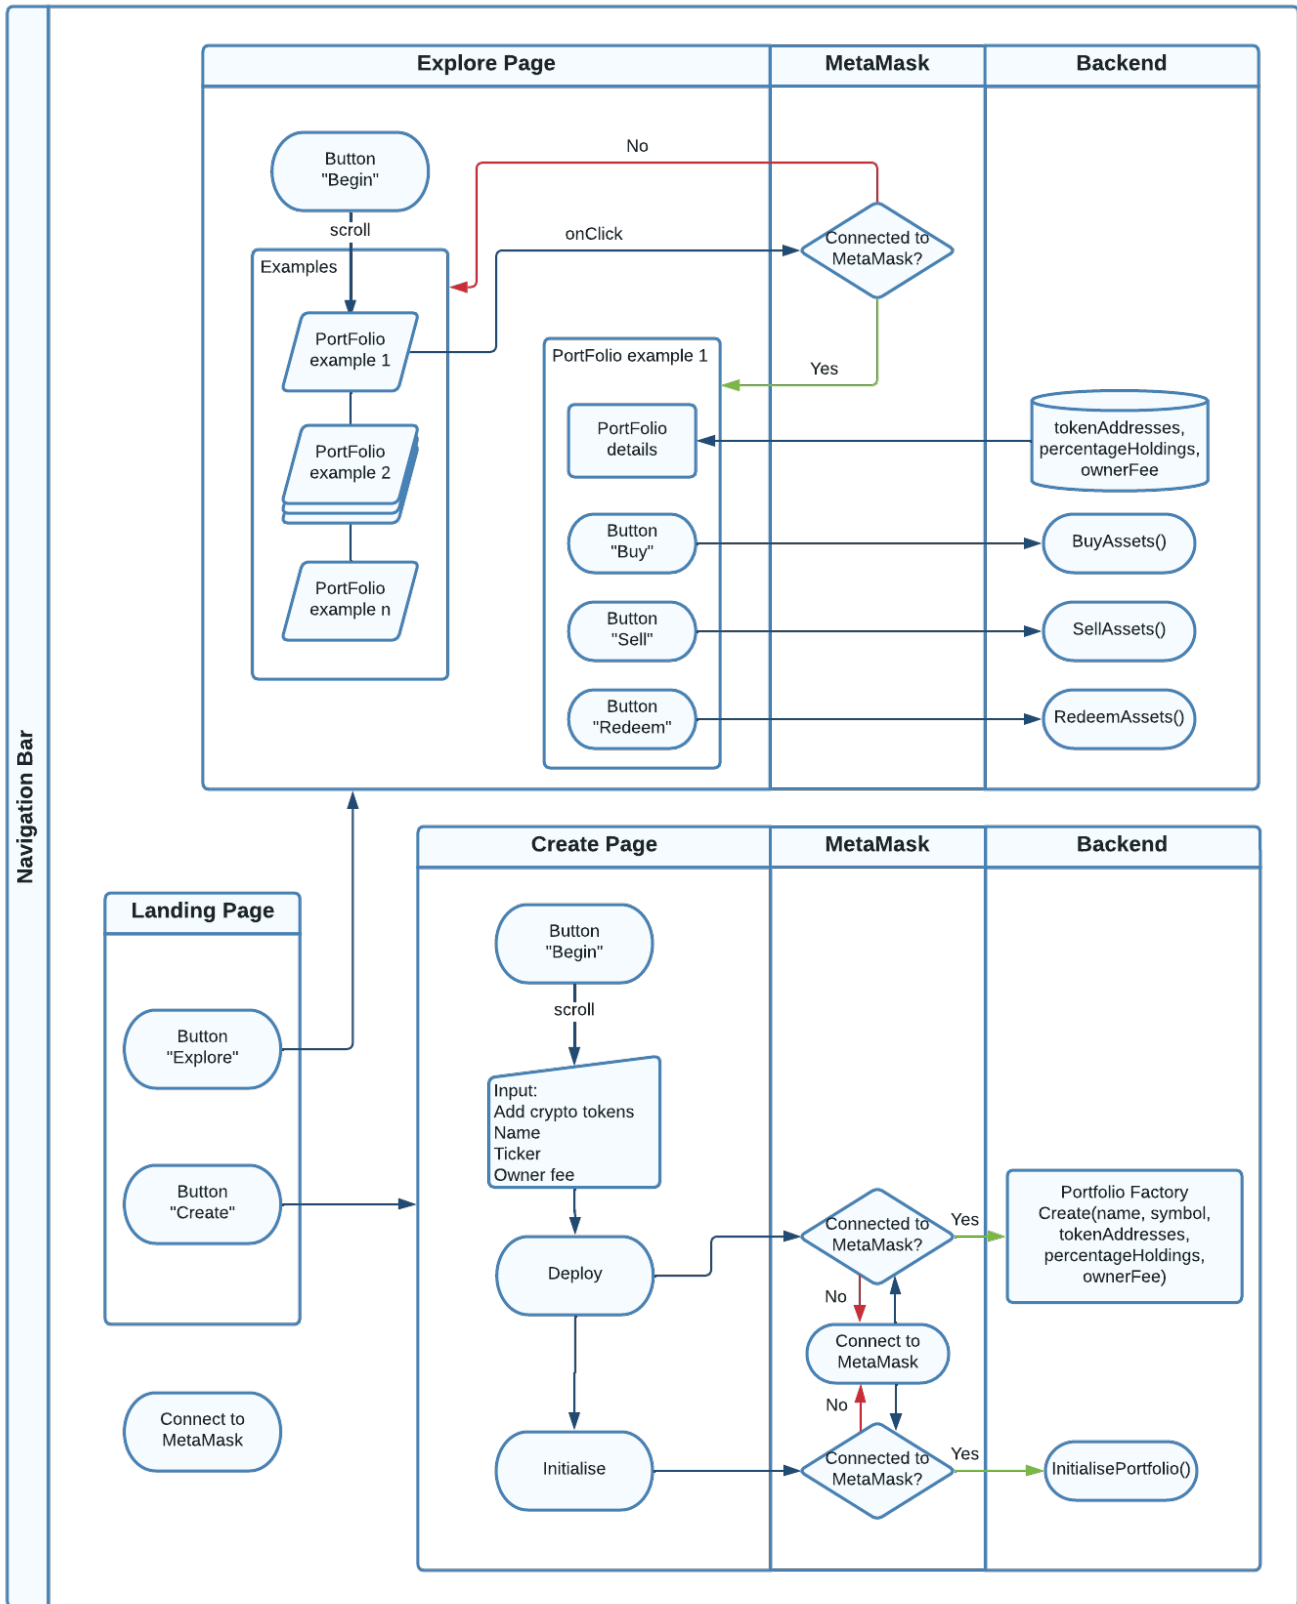 Navigation Bar
Explore Page
MetaMask
Backend
Button
"Begin"
scroll
No
onClick
Connected to
MetaMask?
Yes
Examples
PortFolio
example 1
PortFolio
example 2
PortFolio
example n
PortFolio example 1
PortFolio
details
Button
"Buy"
Button
"Sell"
Button
"Redeem"
tokenAddresses,
percentageHoldings,
ownerFee
BuyAssets()
SellAssets()
RedeemAssets()
Landing Page
Button
"Explore"
Button
"Create"
Connect to
MetaMask
Create Page
MetaMask
Backend
Button
"Begin"
scroll
Input:
Add crypto tokens
Name
Ticker
Owner fee
Deploy
Initialise
Connected to
MetaMask?
Yes
No
Connect to
MetaMask
No
Connected to
MetaMask?
Yes
Portfolio Factory
Create(name, symbol,
tokenAddresses,
percentageHoldings,
ownerFee)
InitialisePortfolio()